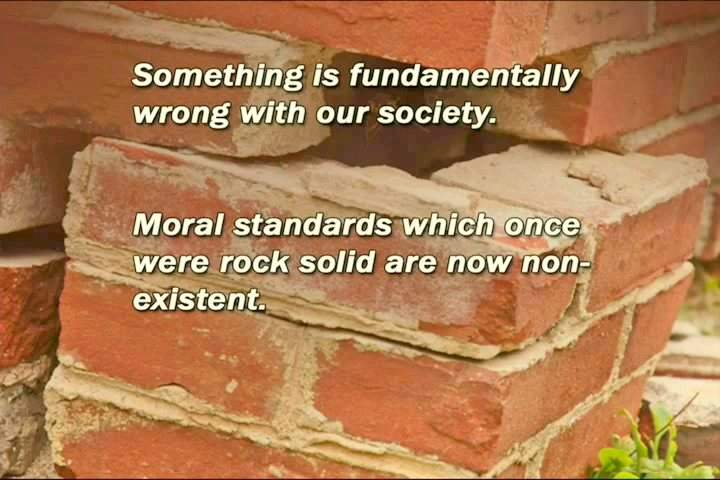 Something is fundamentally
wrong with our society.
Moral standards which once
were rock solid are now non-
existent.